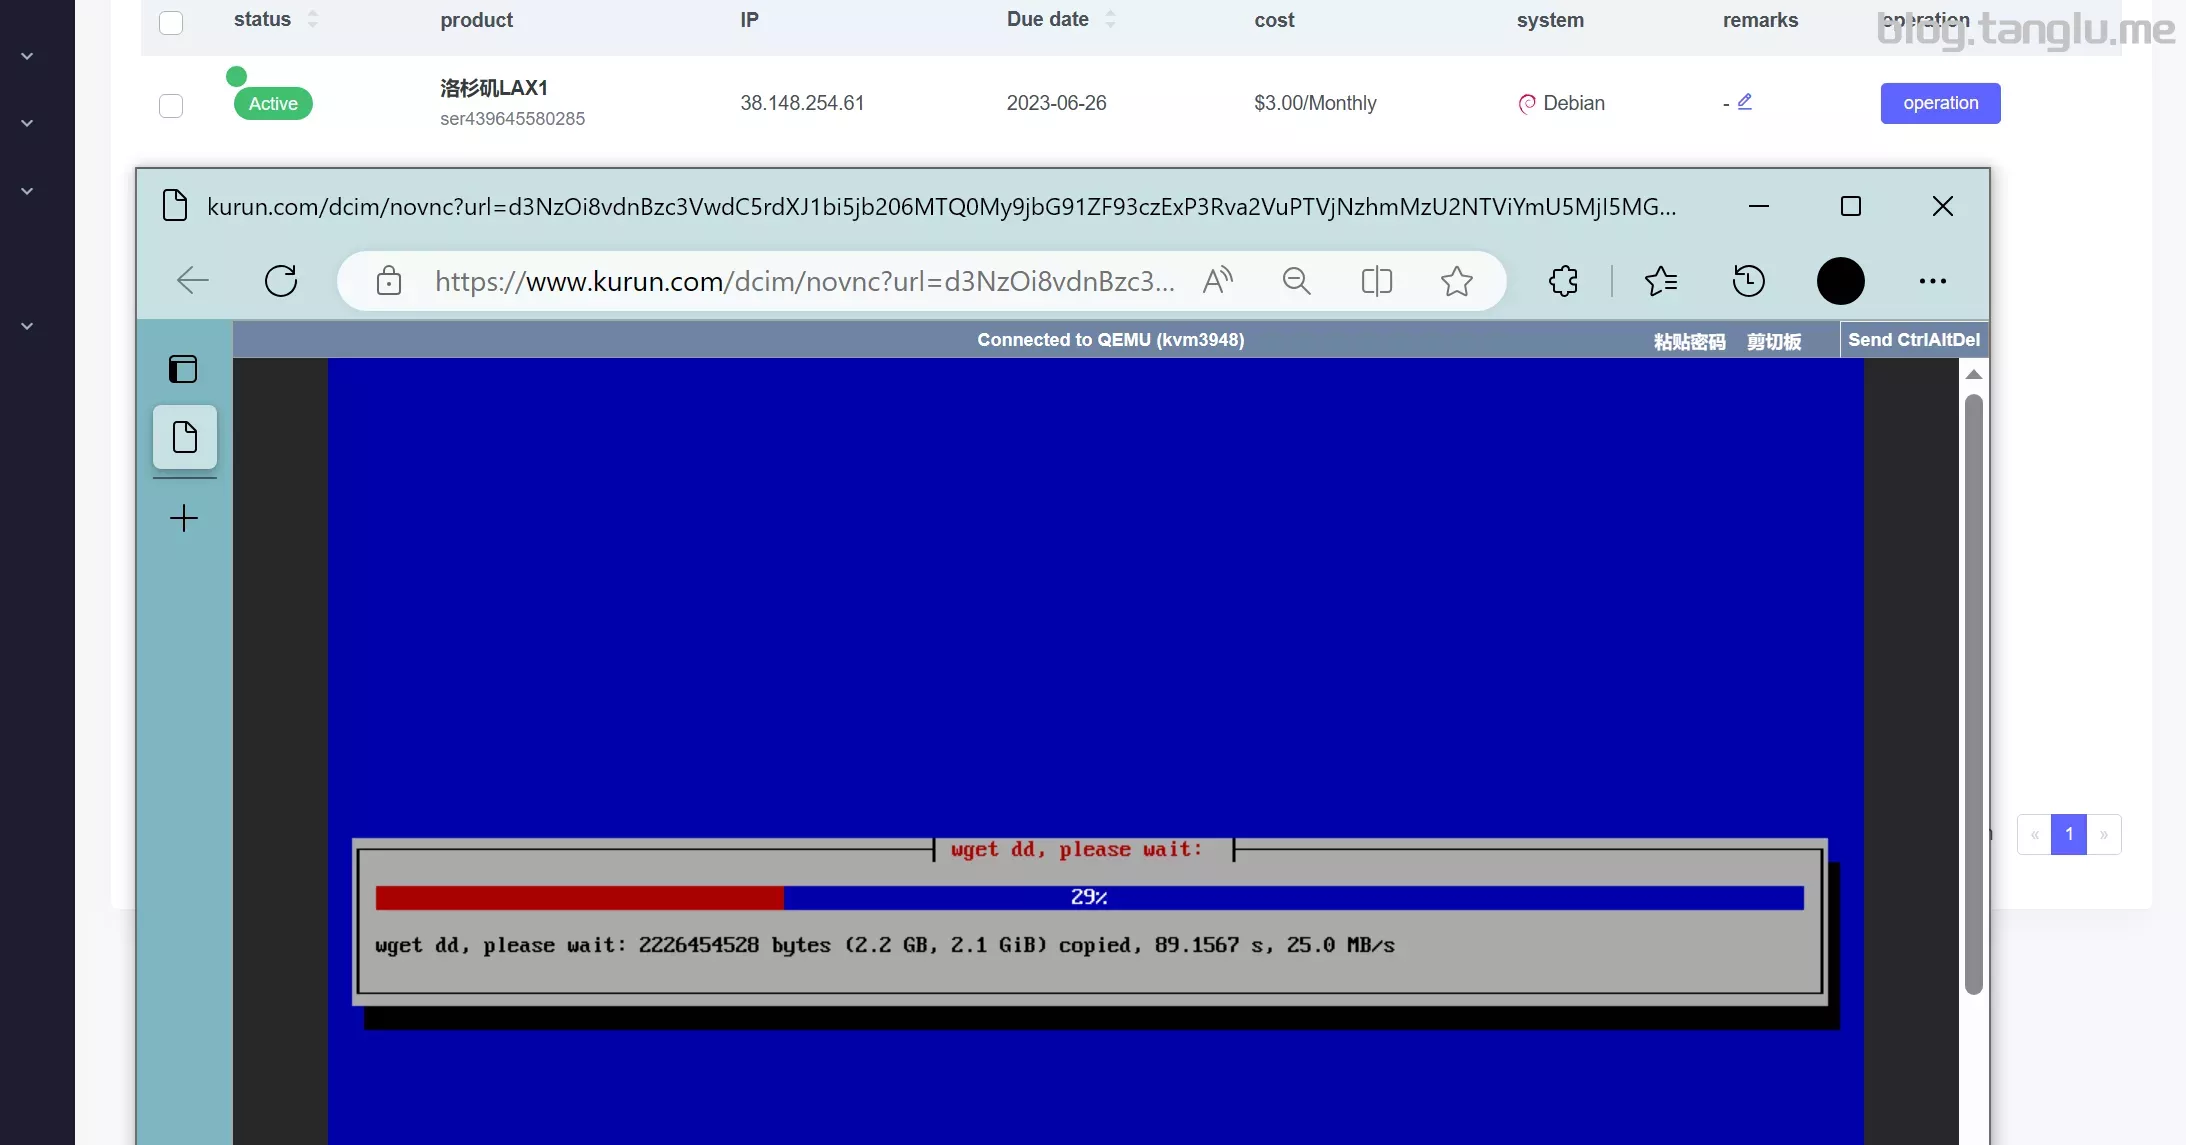 status
product
IP
Due date
cost
system
remarks
operation
blog.tanglu.me
Active
洛杉矶LAX1
ser439645580285
38.148.254.61
2023-06-26
$3.00/Monthly
Debian
-
operation
kurun.com/dcim/novnc?url=d3NzOi8vdnBzc3VwdC5rdXJ1bi5jb206MTQ0My9jbG91ZF93czExP3Rva2VuPTVjNzhmMzU2NTViYmU5MjI5MG...
https://www.kurun.com/dcim/novnc?url=d3NzOi8vdnBzc3...
Connected to QEMU (kvm3948)
粘贴密码
剪切板
Send CtrlAltDel
« 1 »
wget dd, please wait:
29%
wget dd, please wait: 2226454528 bytes (2.2 GB, 2.1 GiB) copied, 89.1567 s, 25.0 MB/s